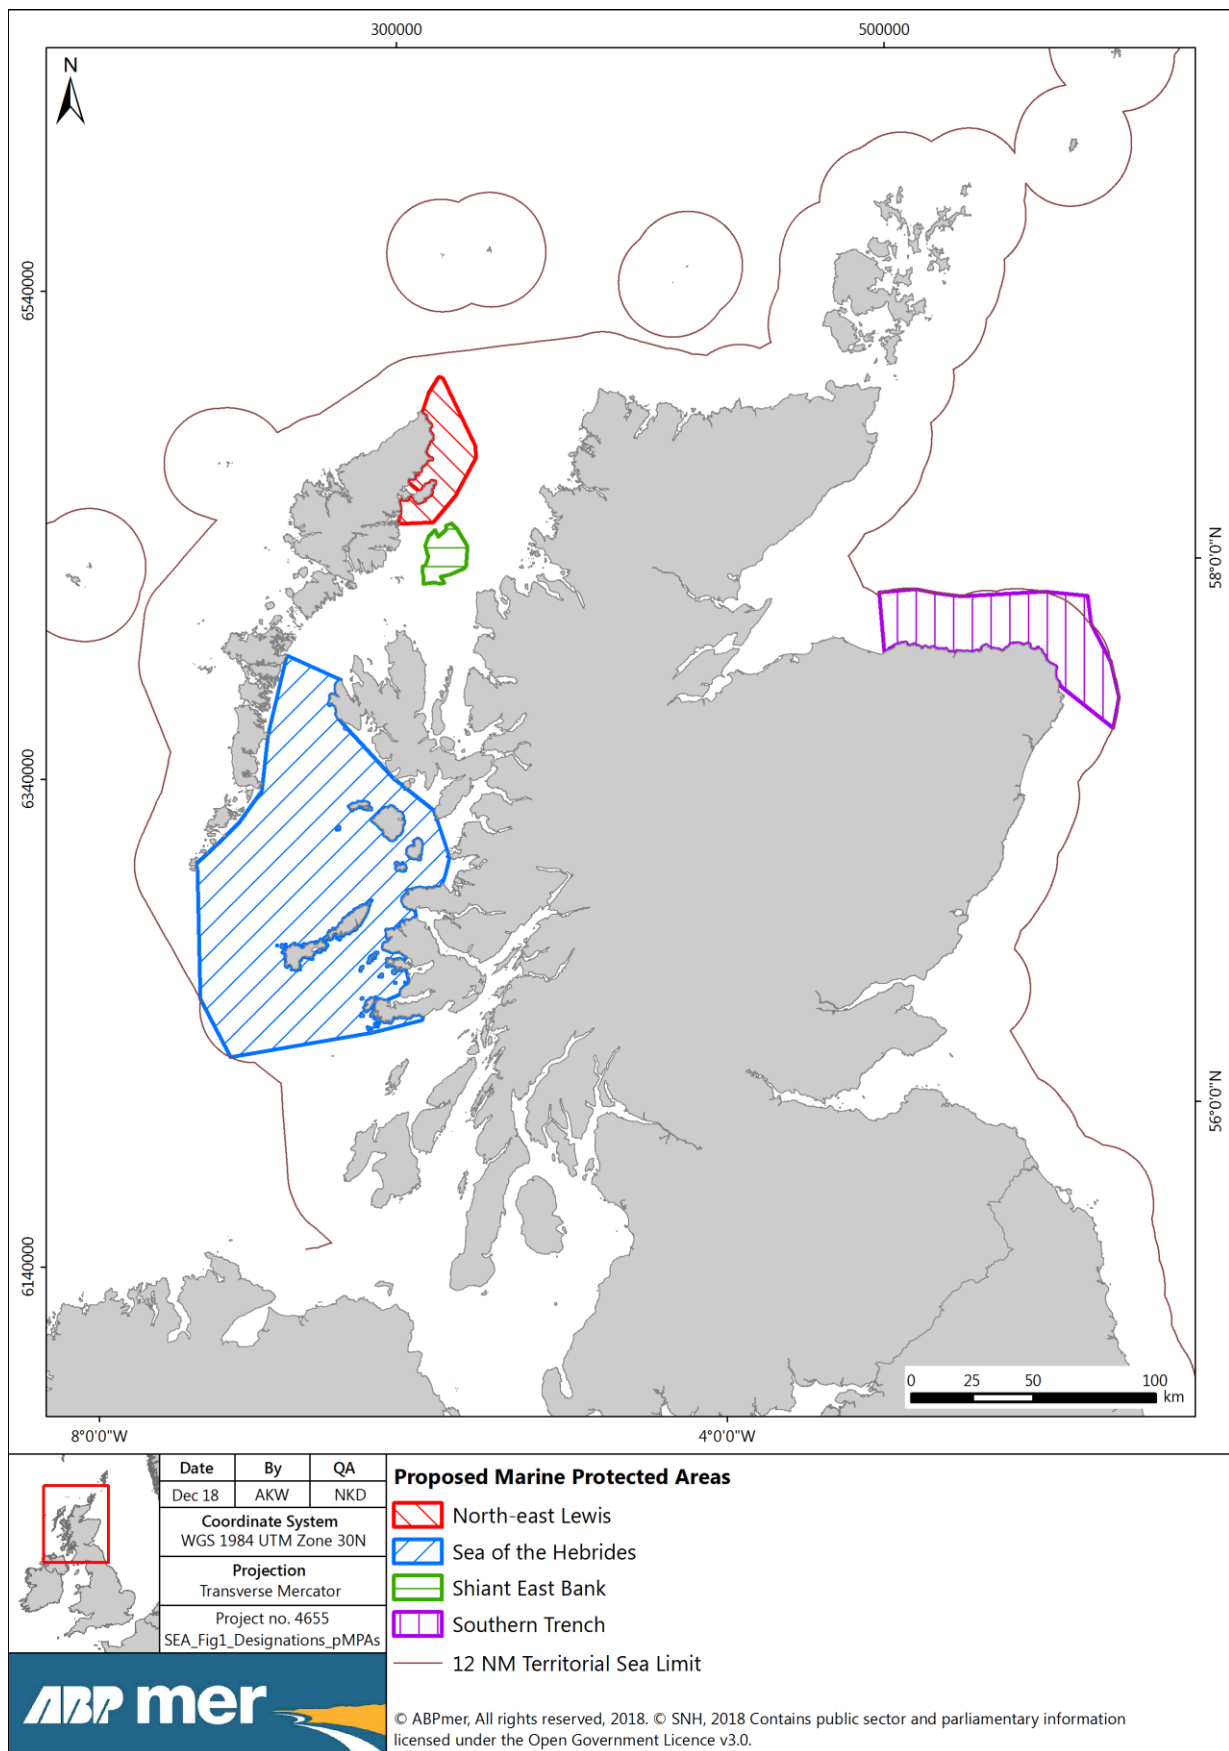 300000
500000
N
6540000
58°0'0"N
6340000
56°0'0"N
6140000
0 25 50 100
km
8°0'0"W
4°0'0"W
Date By QA
Dec 18 AKW NKD
Coordinate System
WGS 1984 UTM Zone 30N
Projection
Transverse Mercator
Project no. 4655
SEA_Fig1_Designations_pMPAs
ABPmer
Proposed Marine Protected Areas
North-east Lewis
Sea of the Hebrides
Shiant East Bank
Southern Trench
12 NM Territorial Sea Limit
© ABPmer, All rights reserved, 2018. © SNH, 2018 Contains public sector and parliamentary information
licensed under the Open Government Licence v3.0.